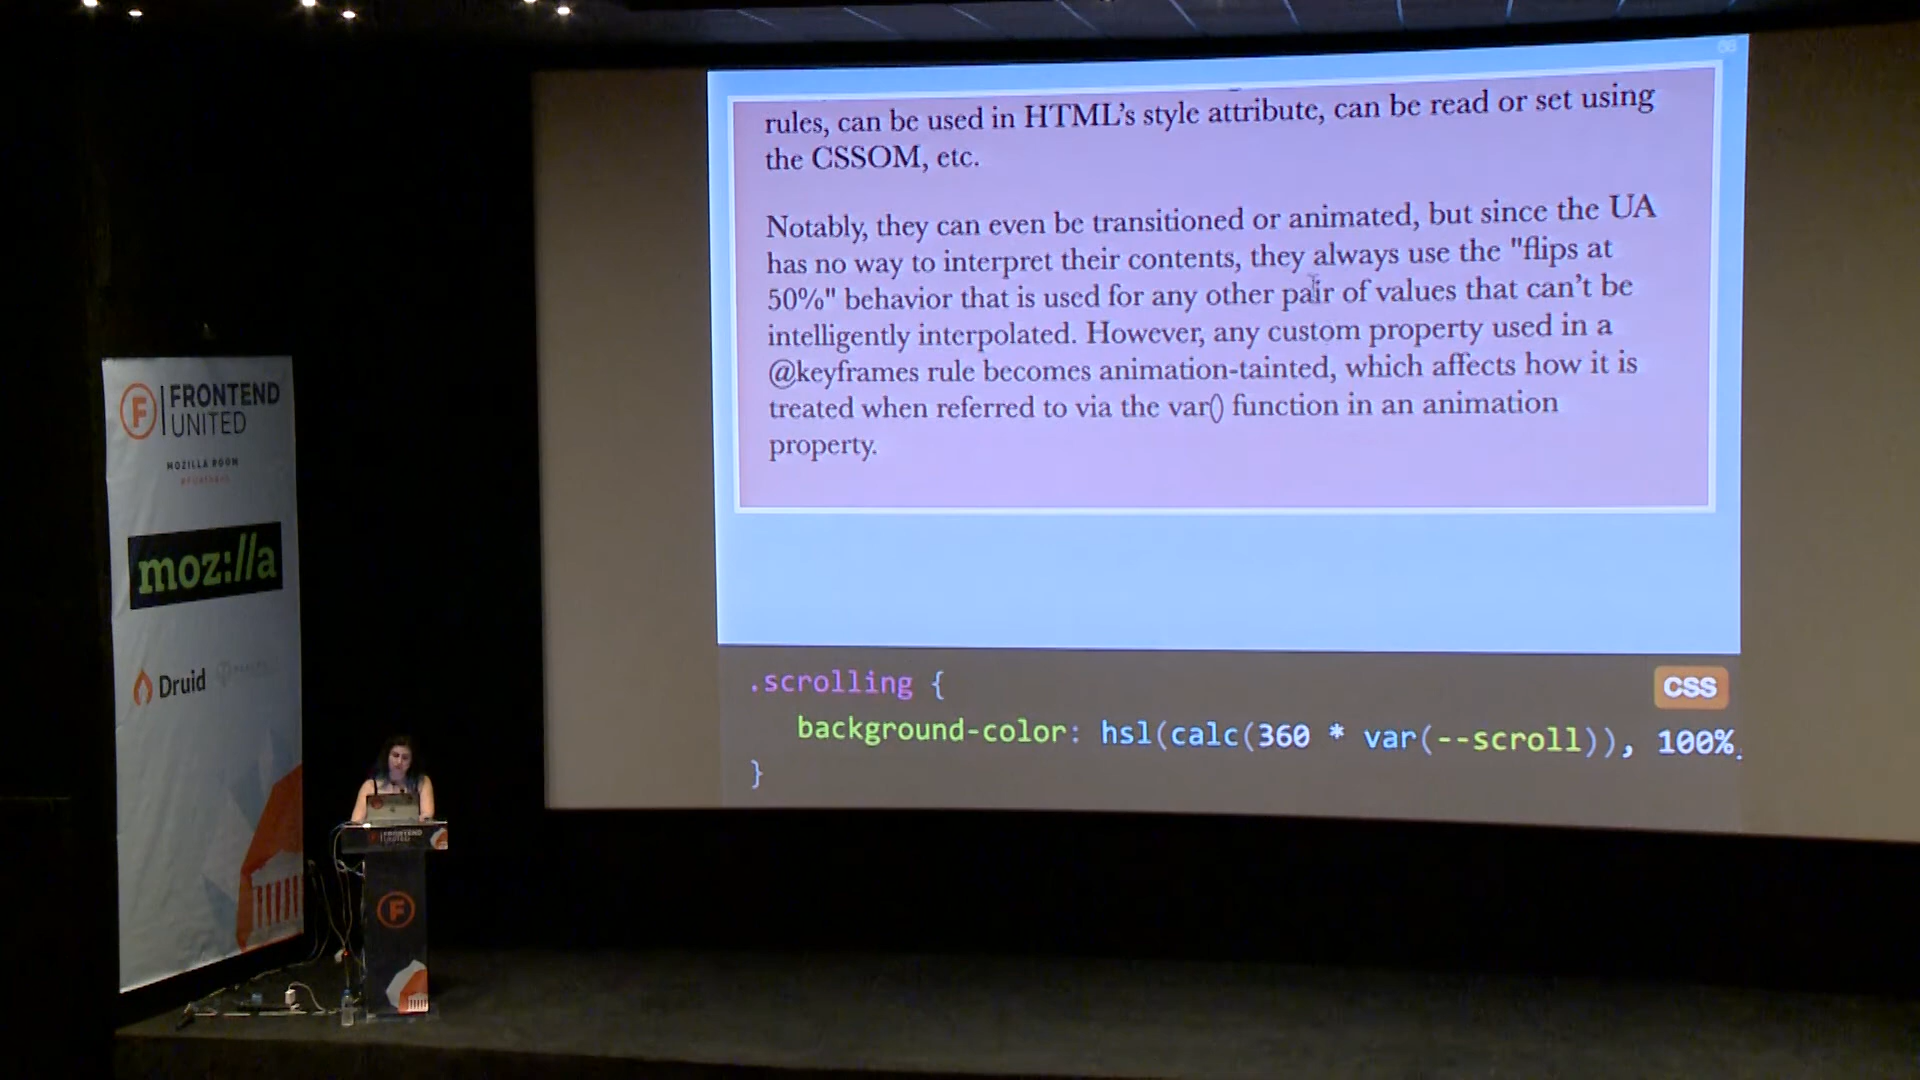 66
rules, can be used in HTML's style attribute, can be read or set using
the CSSOM, etc.
Notably, they can even be transitioned or animated, but since the UA
has no way to interpret their contents, they always use the "flips at
50%" behavior that is used for any other pair of values that can't be
intelligently interpolated. However, any custom property used in a
@keyframes rule becomes animation-tainted, which affects how it is
treated when referred to via the var() function in an animation
property.
CSS
.scrolling {
background-color: hsl(calc(360 * var(--scroll)), 100%,
}
F
FRONTEND
UNITED
MOZILLA ROOM
moz://a
Druid
FRONTEND
UNITED
F